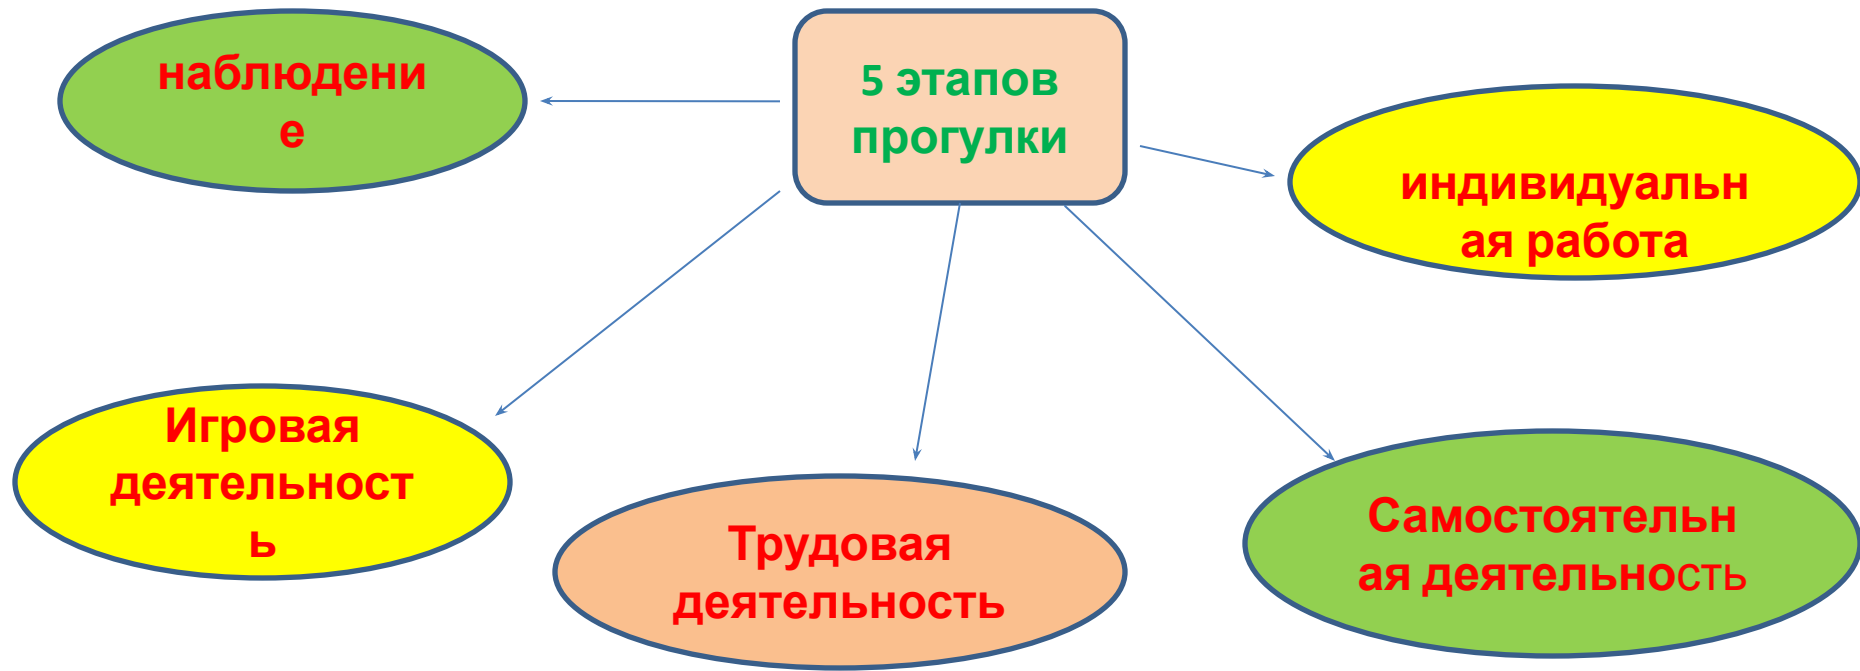 наблюдени
е
5 этапов
прогулки
индивидуальн
ая работа
Игровая
деятельност
ь
Трудовая
деятельность
Самостоятельн
ая деятельность